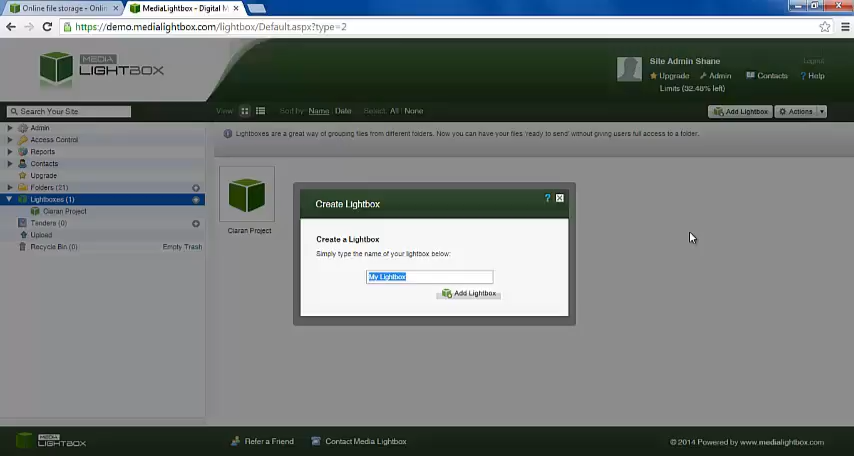 Online file storage - Onlin
MediaLightbox - Digital M
https://demo.medialightbox.com/lightbox/Default.aspx?type=2
MEDIA
LIGHTBOX
Site Admin Shane
Logout
Upgrade
Admin
Contacts
? Help
Limits (32.48% left)
Search Your Site
View:
Sort by: Name Date
Select: All None
Add Lightbox
Actions
Admin
Access Control
Reports
Contacts
Upgrade
Folders (21)
Lightboxes (1)
Ciaran Project
Tenders (0)
Upload
Recycle Bin (0)
Empty Trash
Lightboxes are a great way of grouping files from different folders. Now you can have your files 'ready to send' without giving users full access to a folder.
Ciaran Project
Create Lightbox
?
Create a Lightbox
Simply type the name of your lightbox below:
My Lightbox
Add Lightbox
MEDIA
LIGHTBOX
Refer a Friend
Contact Media Lightbox
© 2014 Powered by www.medialightbox.com